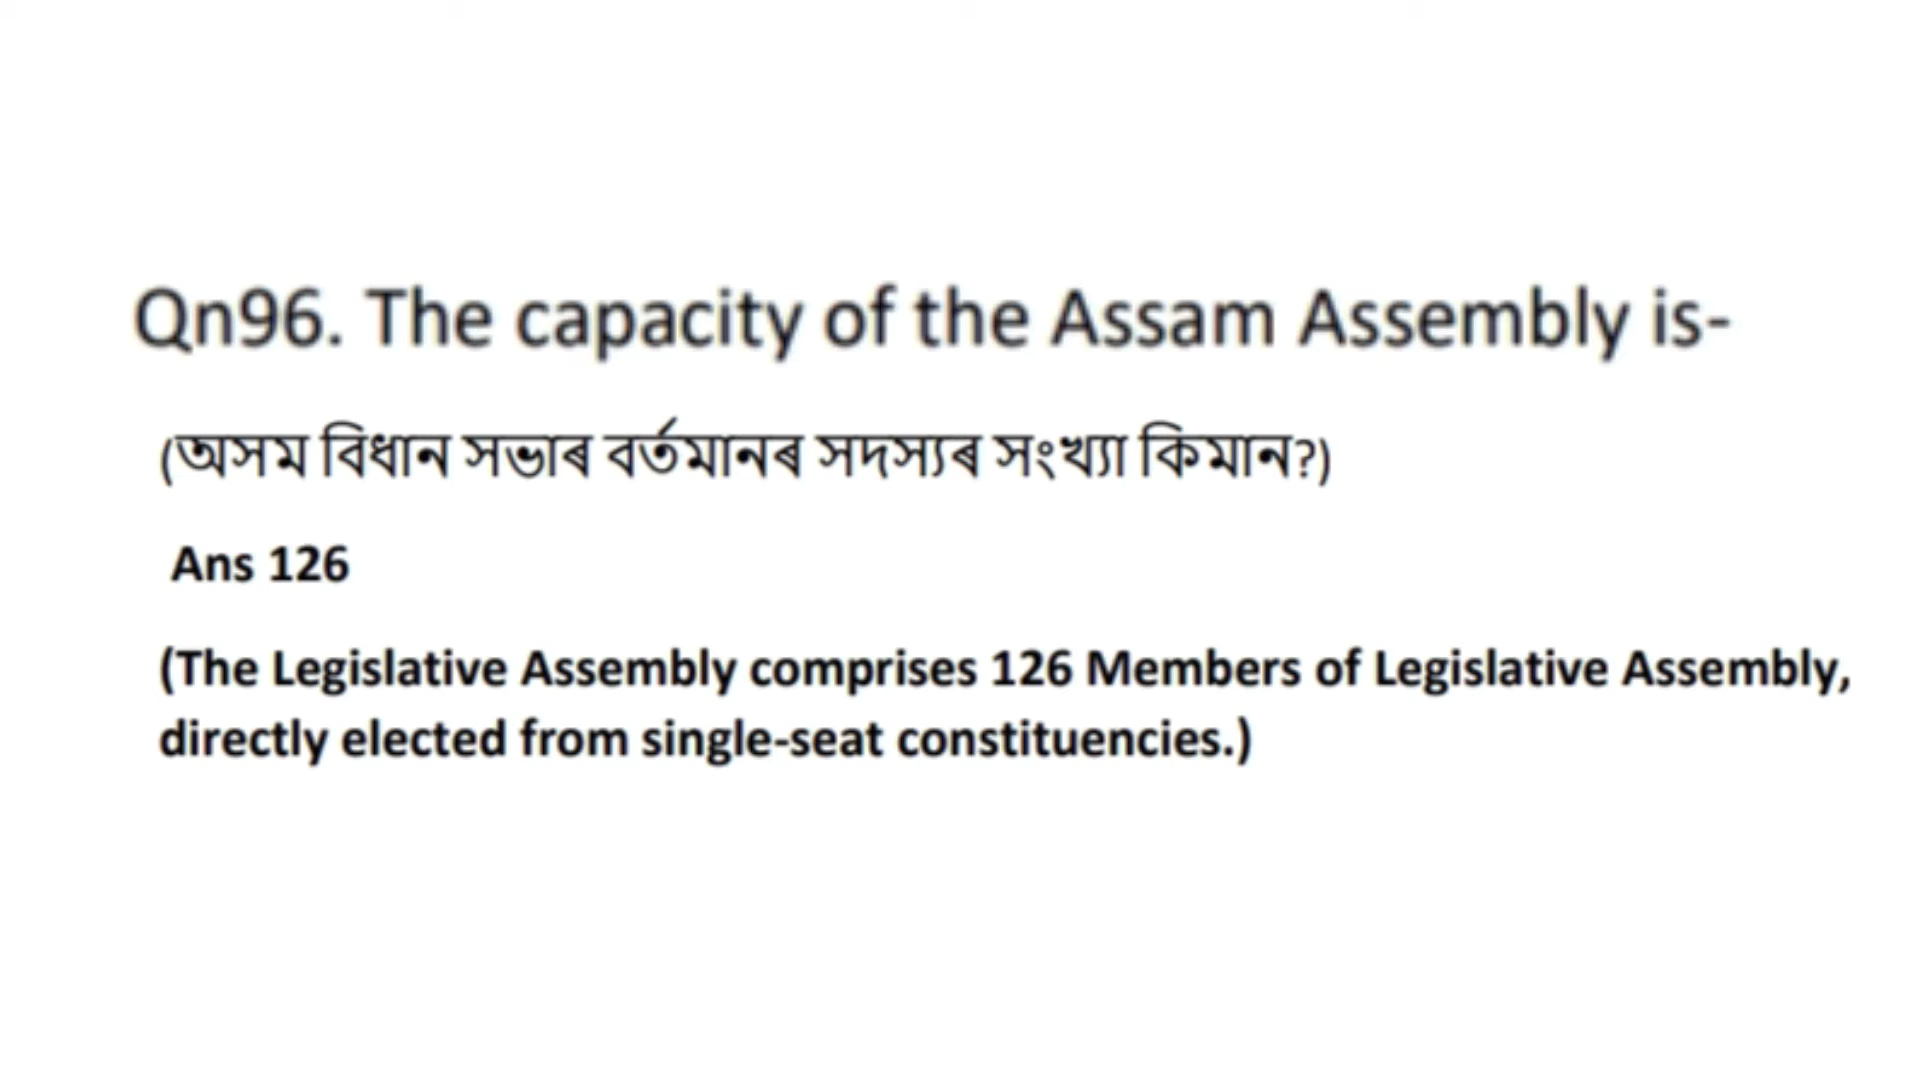 Qn96. The capacity of the Assam Assembly is-
(অসম বিধান সভাৰ বৰ্তমানৰ সদস্যৰ সংখ্যা কিমান?)
Ans 126
(The Legislative Assembly comprises 126 Members of Legislative Assembly,
directly elected from single-seat constituencies.)